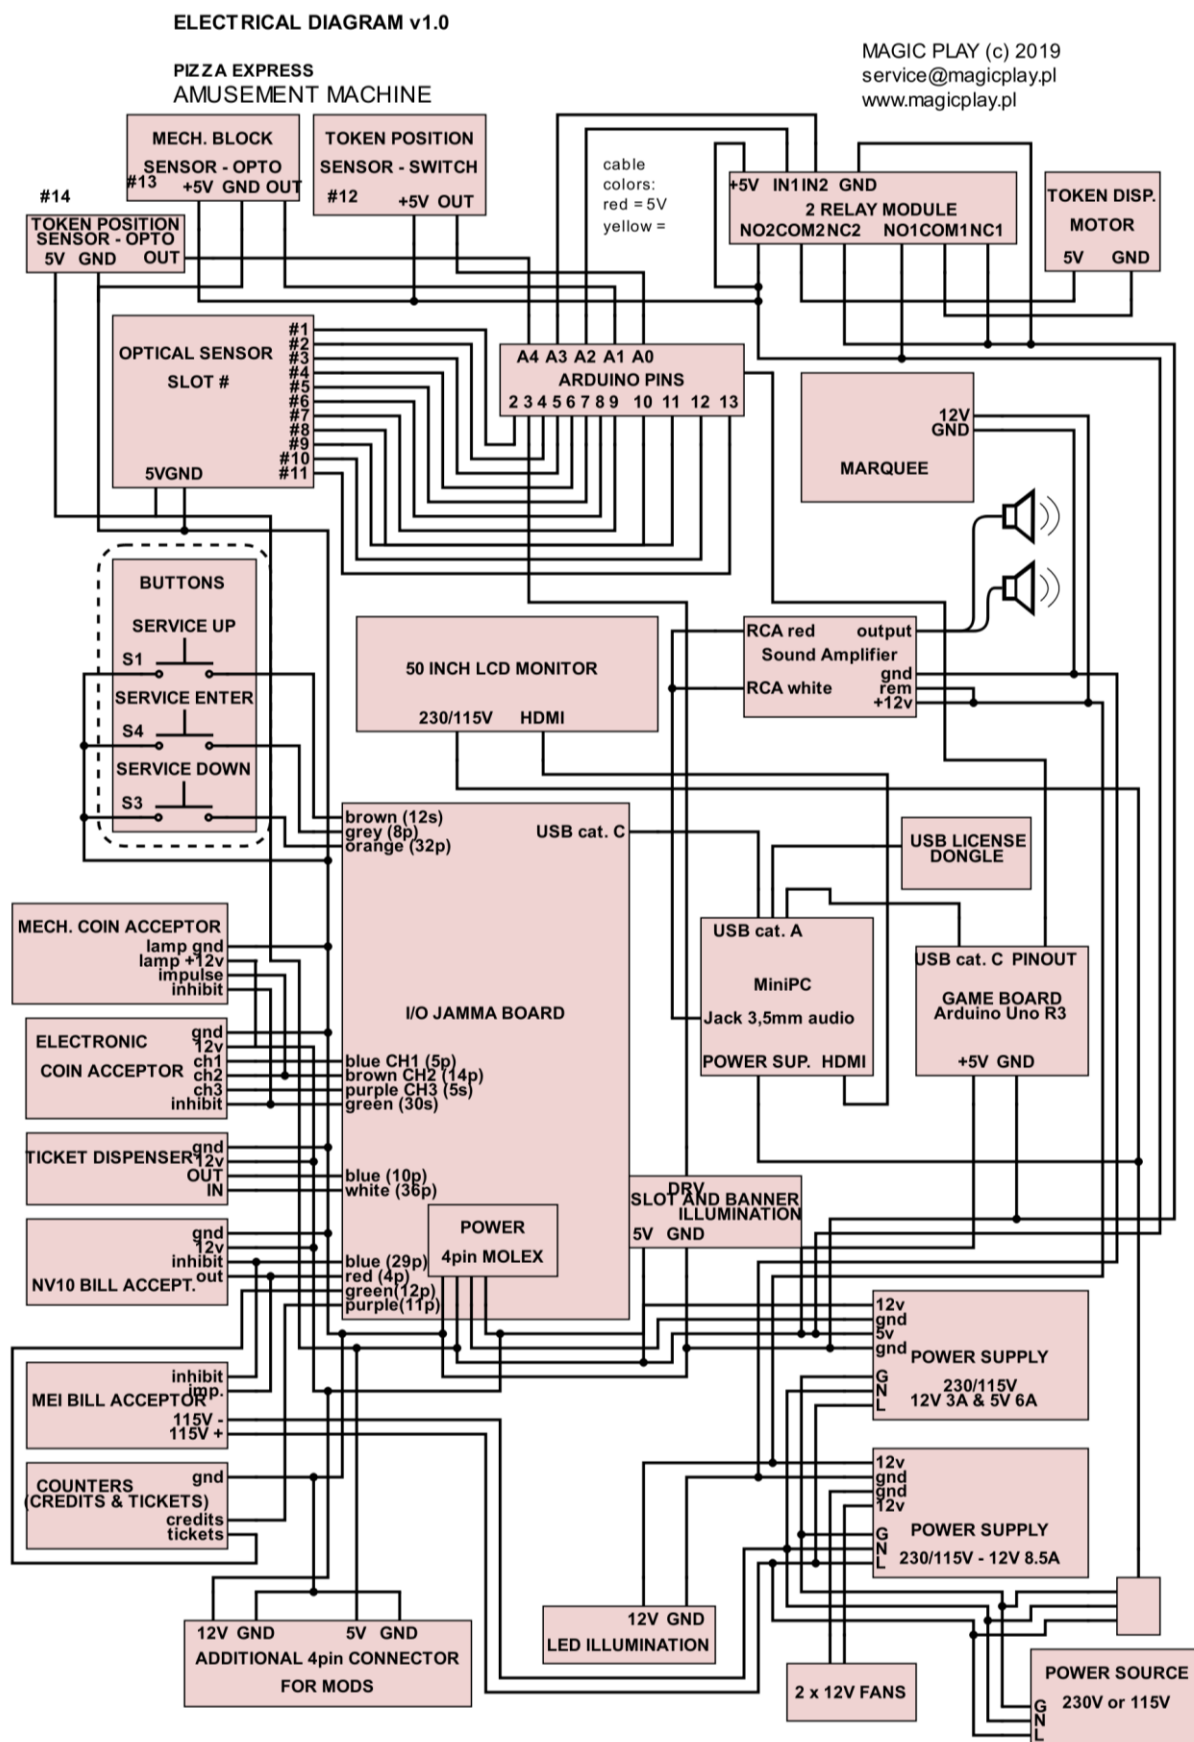 ELECTRICAL DIAGRAM v1.0
PIZZA EXPRESS
AMUSEMENT MACHINE
MAGIC PLAY (c) 2019
service@magicplay.pl
www.magicplay.pl
MECH. BLOCK
SENSOR - OPTO
#13
+5V GND OUT
TOKEN POSITION
SENSOR - SWITCH
#12
+5V OUT
#14
TOKEN POSITION
SENSOR - OPTO
5V GND OUT
cable
colors:
red = 5V
yellow =
+5V IN1 IN2 GND
2 RELAY MODULE
NO2 COM2 NC2 NO1 COM1 NC1
TOKEN DISP.
MOTOR
5V GND
OPTICAL SENSOR
SLOT #
5V GND
#1
#2
#3
#4
#5
#6
#7
#8
#9
#10
#11
A4 A3 A2 A1 A0
ARDUINO PINS
2 3 4 5 6 7 8 9 10 11 12 13
12V
GND
MARQUEE
BUTTONS
SERVICE UP
S1
SERVICE ENTER
S4
SERVICE DOWN
S3
50 INCH LCD MONITOR
230/115V HDMI
RCA red output
Sound Amplifier
gnd
RCA white rem
+12v
brown (12s)
grey (8p)
orange (32p)
USB cat. C
I/O JAMMA BOARD
blue CH1 (5p)
brown CH2 (14p)
purple CH3 (5s)
green (30s)
blue (10p)
white (36p)
blue (29p)
red (4p)
green(12p)
purple(11p)
POWER
4pin MOLEX
USB LICENSE
DONGLE
USB cat. A
MiniPC
Jack 3,5mm audio
POWER SUP. HDMI
USB cat. C PINOUT
GAME BOARD
Arduino Uno R3
+5V GND
MECH. COIN ACCEPTOR
lamp gnd
lamp +12v
impulse
inhibit
ELECTRONIC
COIN ACCEPTOR
gnd
12v
ch1
ch2
ch3
inhibit
TICKET DISPENSER
gnd
12v
OUT
IN
NV10 BILL ACCEPT.
gnd
12v
inhibit
out
DRV
SLOT AND BANNER
ILLUMINATION
5V GND
MEI BILL ACCEPTOR
inhibit
imp.
115V -
115V +
COUNTERS
(CREDITS & TICKETS)
gnd
credits
tickets
12v
gnd
5v
gnd
G
N
L
POWER SUPPLY
230/115V
12V 3A & 5V 6A
12v
gnd
gnd
12v
G
N
L
POWER SUPPLY
230/115V - 12V 8.5A
12V GND 5V GND
ADDITIONAL 4pin CONNECTOR
FOR MODS
12V GND
LED ILLUMINATION
2 x 12V FANS
POWER SOURCE
230V or 115V
G
N
L